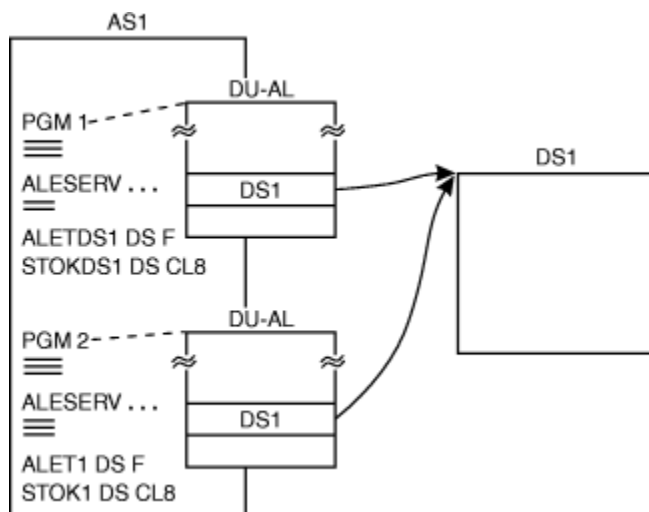 AS1
DU-AL
PGM 1
DS1
ALESERV . . .
DS1
ALETDS1 DS F
STOKDS1 DS CL8
DU-AL
PGM 2
ALESERV . . .
DS1
ALET1 DS F
STOK1 DS CL8